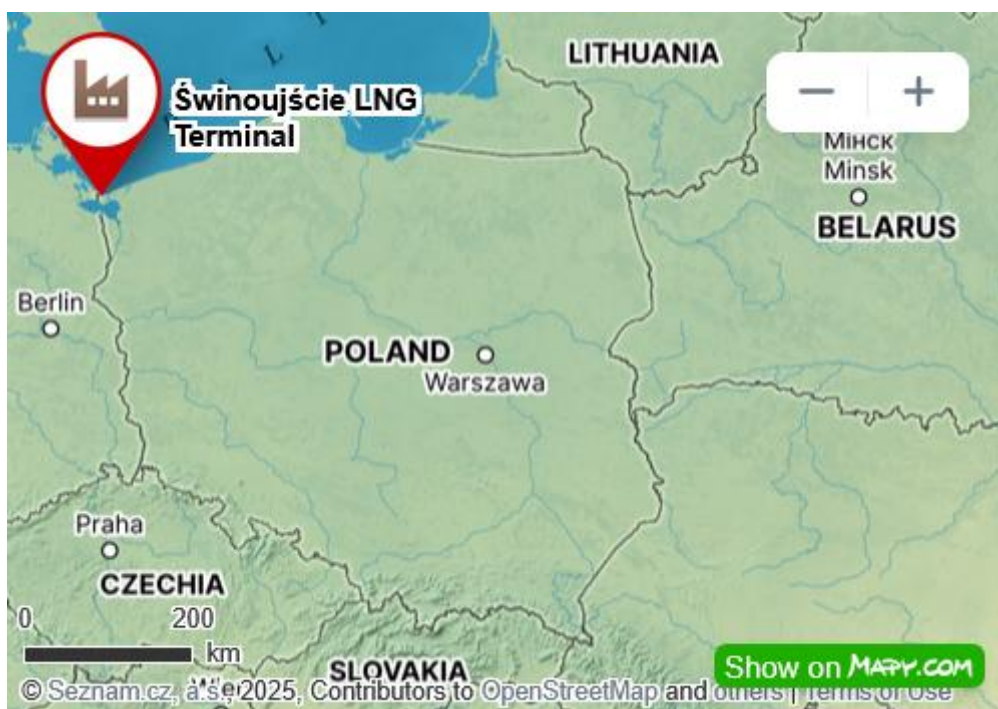 L T
LITHUANIA
Świnoujście LNG
Terminal
− +
Мінск
Minsk
BELARUS
Berlin
POLAND
Warszawa
Praha
CZECHIA
0 200
km
SLOVAKIA
Show on MAPY.COM
© Seznam.cz, a.s., 2025, Contributors to OpenStreetMap and others | Terms of Use